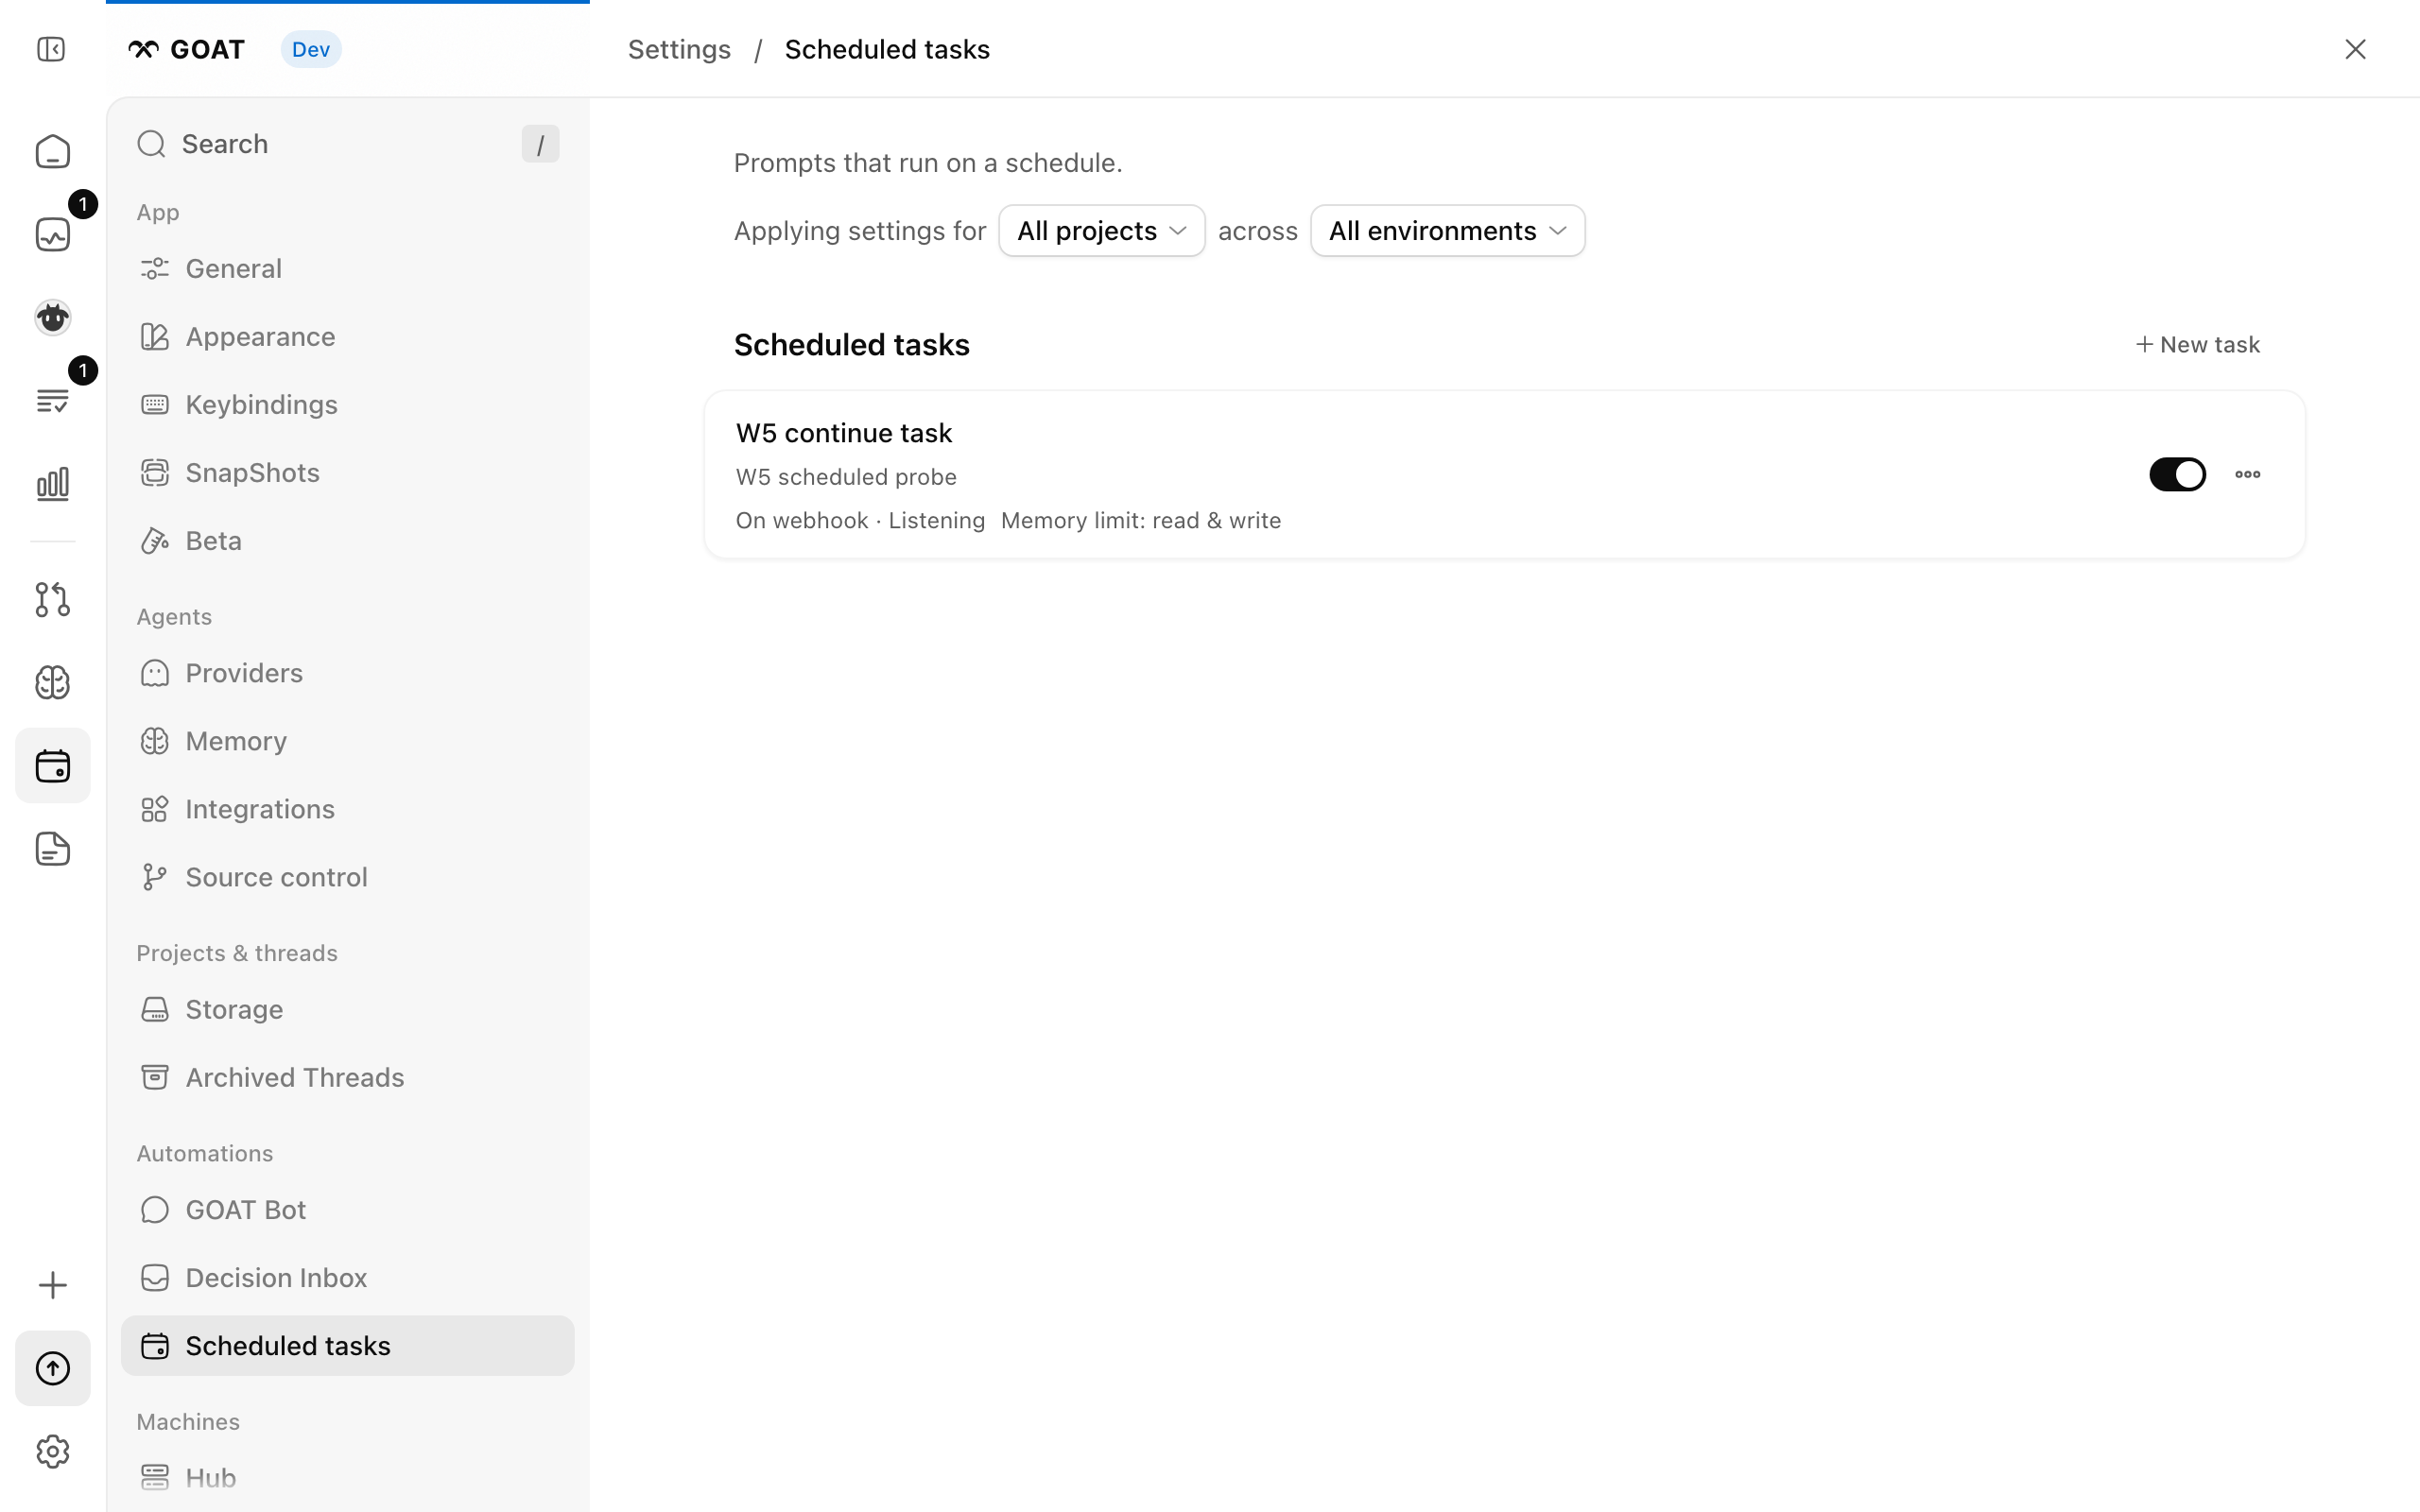 GOAT Dev
Settings / Scheduled tasks
Search /
App
General
1
Appearance
Keybindings
1
SnapShots
Beta
Agents
Providers
Memory
Integrations
Source control
Projects & threads
Storage
Archived Threads
Automations
GOAT Bot
Decision Inbox
Scheduled tasks
Machines
Hub
Prompts that run on a schedule.
Applying settings for All projects across All environments
Scheduled tasks
+ New task
W5 continue task
W5 scheduled probe
On webhook · Listening Memory limit: read & write